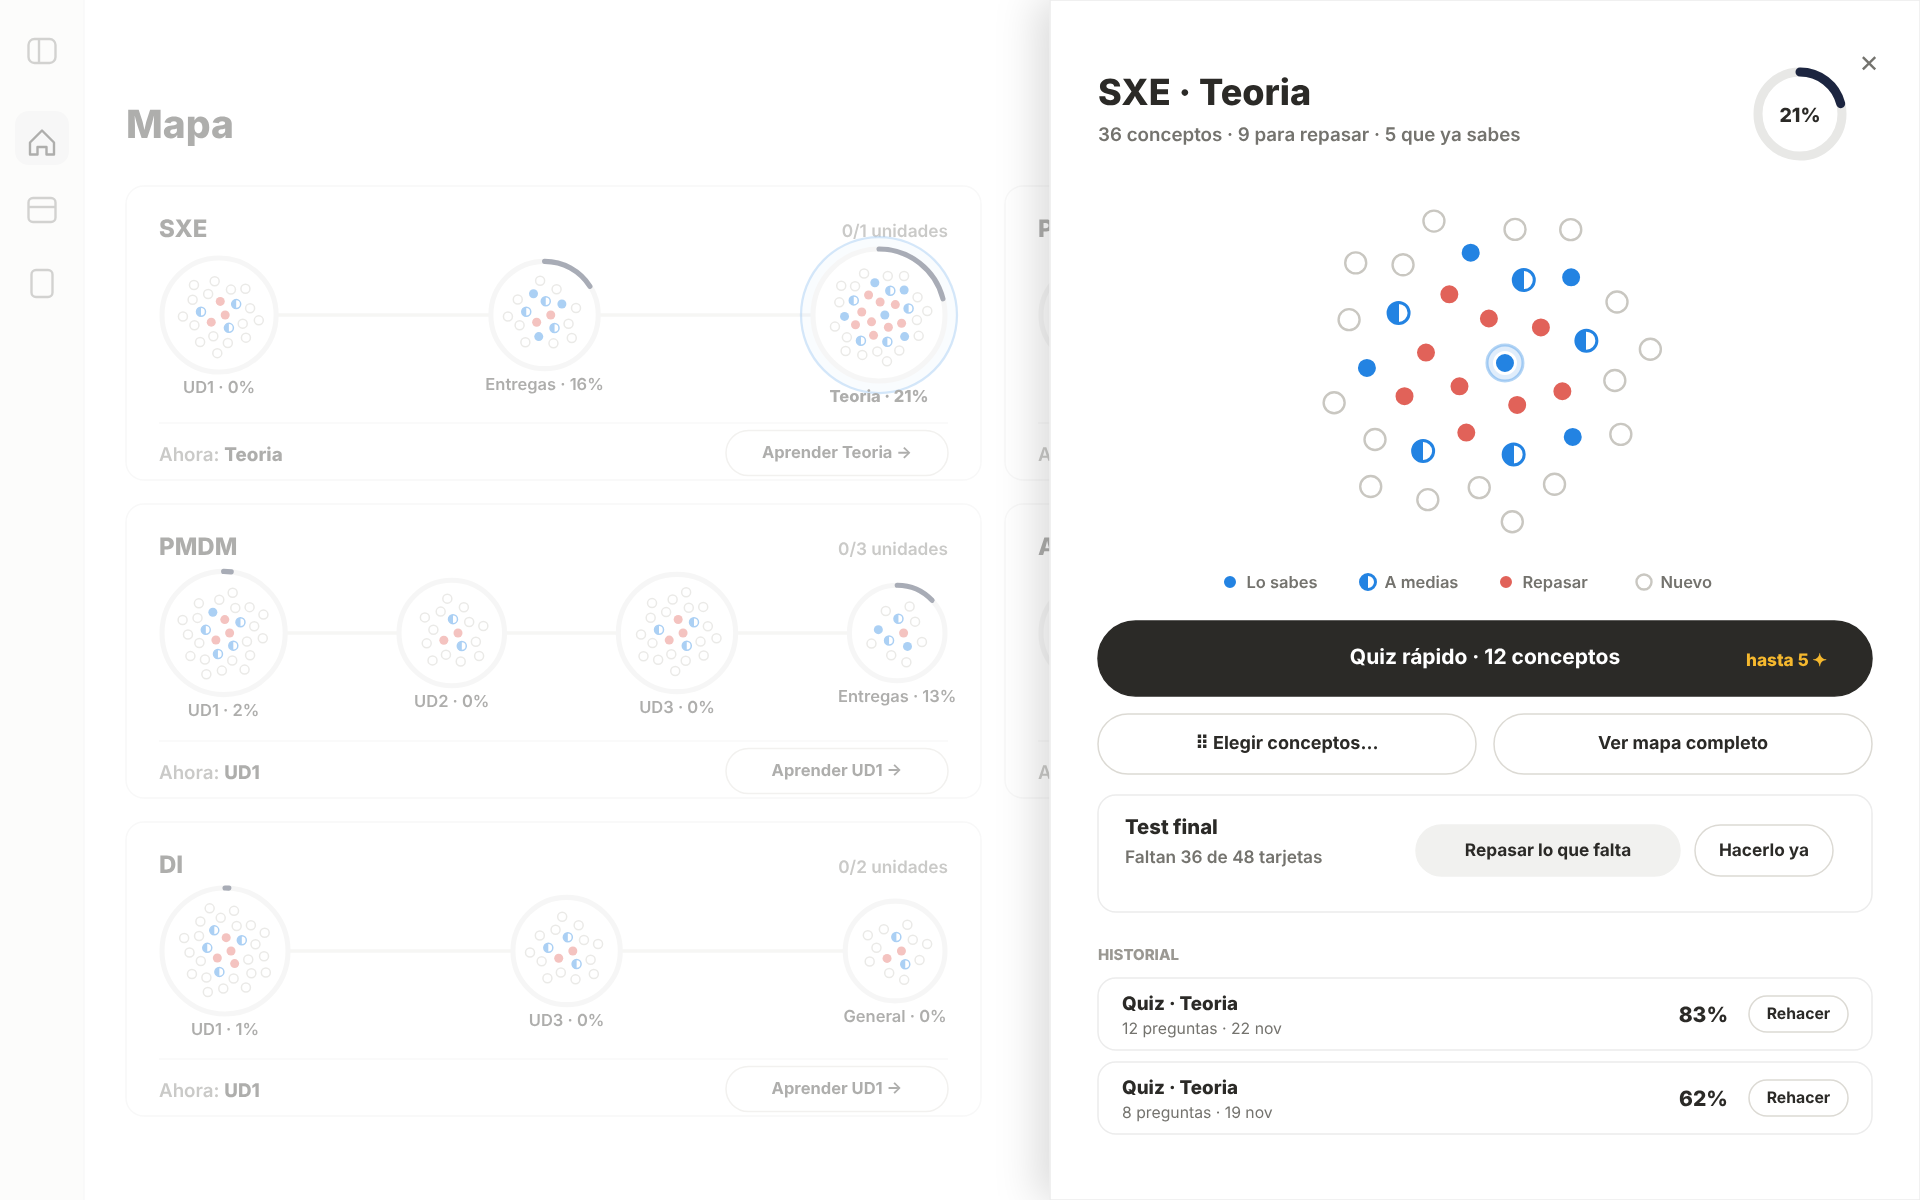 Mapa
SXE
0/1 unidades
UD1 · 0%
Entregas · 16%
Teoria · 21%
Ahora: Teoria
Aprender Teoria →
PMDM
0/3 unidades
UD1 · 2%
UD2 · 0%
UD3 · 0%
Entregas · 13%
Ahora: UD1
Aprender UD1 →
DI
0/2 unidades
UD1 · 1%
UD3 · 0%
General · 0%
Ahora: UD1
Aprender UD1 →
SXE · Teoria
36 conceptos · 9 para repasar · 5 que ya sabes
21%
Lo sabes
A medias
Repasar
Nuevo
Quiz rápido · 12 conceptos
hasta 5 ✦
⠿ Elegir conceptos...
Ver mapa completo
Test final
Faltan 36 de 48 tarjetas
Repasar lo que falta
Hacerlo ya
HISTORIAL
Quiz · Teoria
12 preguntas · 22 nov
83%
Rehacer
Quiz · Teoria
8 preguntas · 19 nov
62%
Rehacer